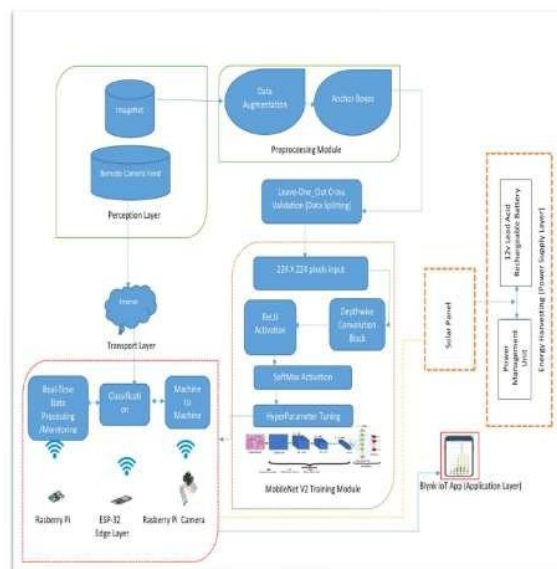 ImageNet
Remote Camera Feed
Perception Layer
Data
Augmentation
Anchor Boxes
Preprocessing Module
Leave-One_Out Cross
Validation (Data Splitting)
224 X 224 pixels input
ReLU
Activation
Depthwise
Convolution
Block
SoftMax Activation
HyperParameter Tuning
MobileNet V2 Training Module
Transport Layer
Real-Time
Data
Processing
/Monitoring
Classificati
on
Machine
to
Machine
Rasberry Pi
ESP-32
Edge Layer
Rasberry Pi Camera
Solar Panel
12v Lead Acid
Rechargeable Battery
Power
Management
Unit
Energy Harvesting (Power Supply Layer)
Blynk IoT App (Application Layer)